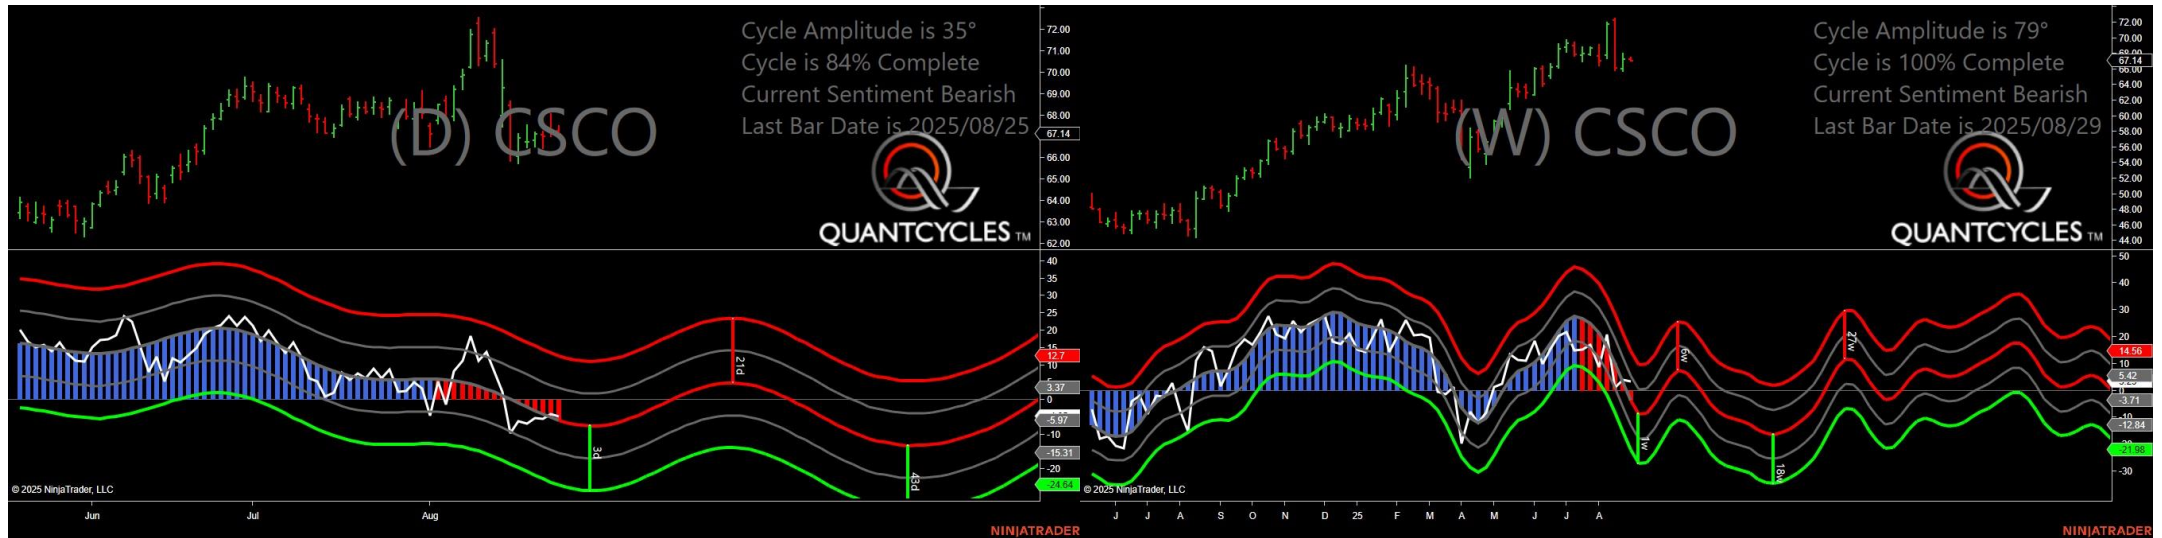 Cycle Amplitude is 35°
Cycle is 84% Complete
Current Sentiment Bearish
Last Bar Date is 2025/08/25
(D) CSCO
QUANTCYCLES TM
72.00
71.00
70.00
69.00
68.00
67.14
66.00
65.00
64.00
63.00
62.00
40
35
30
25
20
15
12.7
10
3.37
0
-5.97
-10
-15.31
-20
-24.64
3d
21d
43d
© 2025 NinjaTrader, LLC
Jun Jul Aug
NINJATRADER
Cycle Amplitude is 79°
Cycle is 100% Complete
Current Sentiment Bearish
Last Bar Date is 2025/08/29
(W) CSCO
QUANTCYCLES TM
72.00
70.00
68.00
67.14
66.00
64.00
62.00
60.00
58.00
56.00
54.00
52.00
50.00
48.00
46.00
44.00
50
40
30
20
14.56
10
5.42
0
-3.71
-10
-12.84
-21.98
-30
1w
6w
18w
27w
© 2025 NinjaTrader, LLC
J J A S O N D 25 F M A M J J A
NINJATRADER